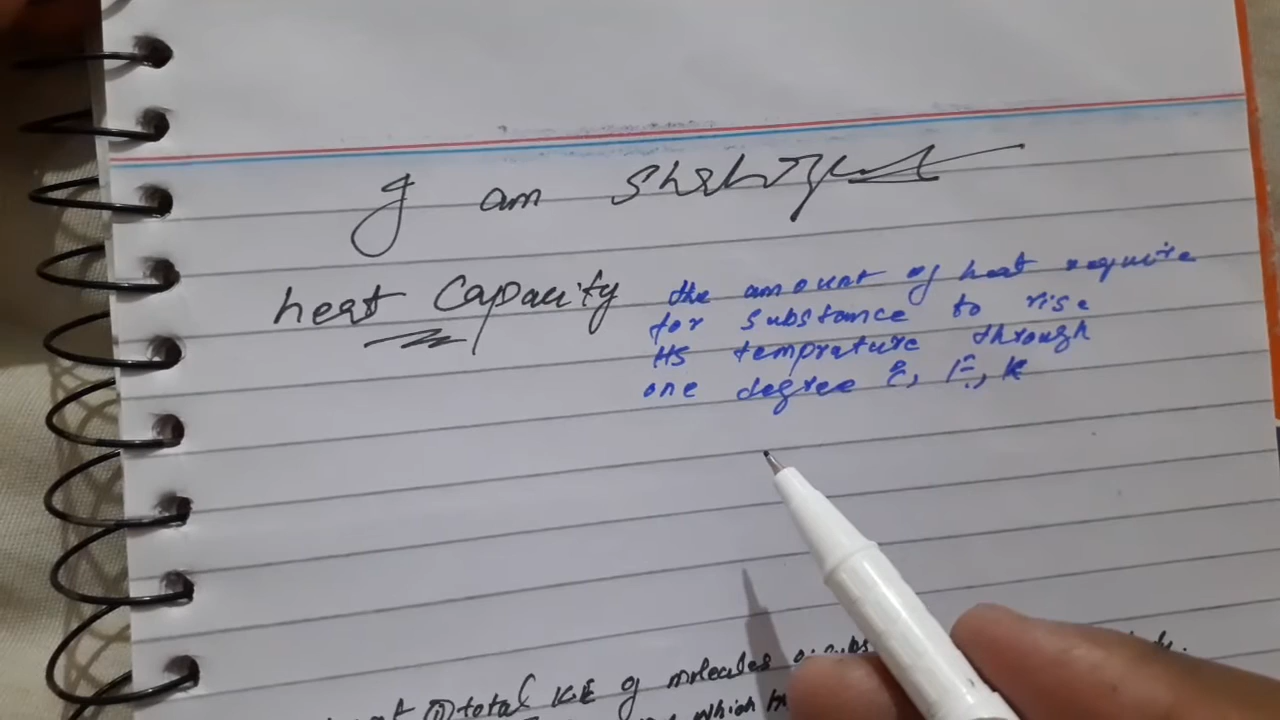 I am
heat Capacity
the amount of heat require
for substance to rise
its temprature through
one degree °C, °F, K
total KE of molecules
which